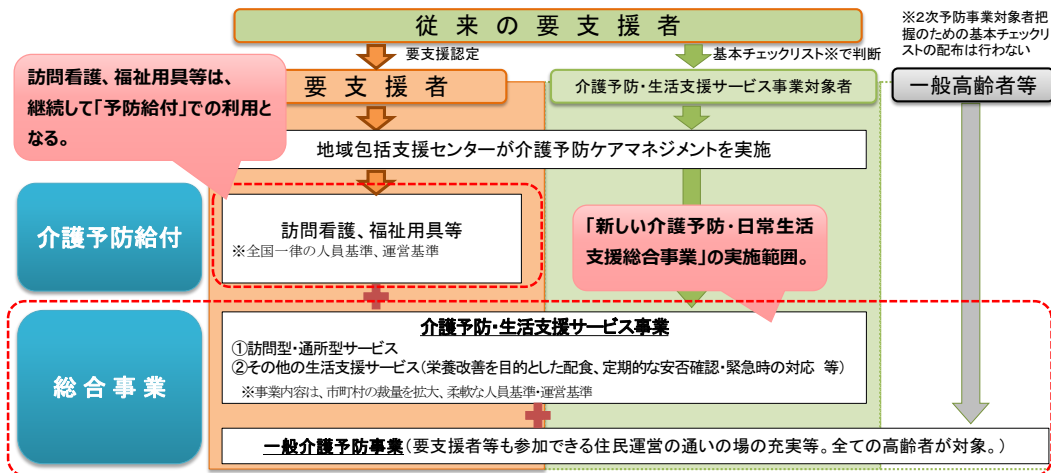 従来の要支援者
※2次予防事業対象者把
握のための基本チェックリ
ストの配布は行わない
要支援認定
基本チェックリスト※で判断
訪問看護、福祉用具等は、
継続して「予防給付」での利用と
なる。
要支援者
介護予防・生活支援サービス事業対象者
一般高齢者等
地域包括支援センターが介護予防ケアマネジメントを実施
介護予防給付
訪問看護、福祉用具等
※全国一律の人員基準、運営基準
「新しい介護予防・日常生活
支援総合事業」の実施範囲。
総合事業
介護予防・生活支援サービス事業
①訪問型・通所型サービス
②その他の生活支援サービス(栄養改善を目的とした配食、定期的な安否確認・緊急時の対応 等)
※事業内容は、市町村の裁量を拡大、柔軟な人員基準・運営基準
一般介護予防事業(要支援者等も参加できる住民運営の通いの場の充実等。全ての高齢者が対象。)